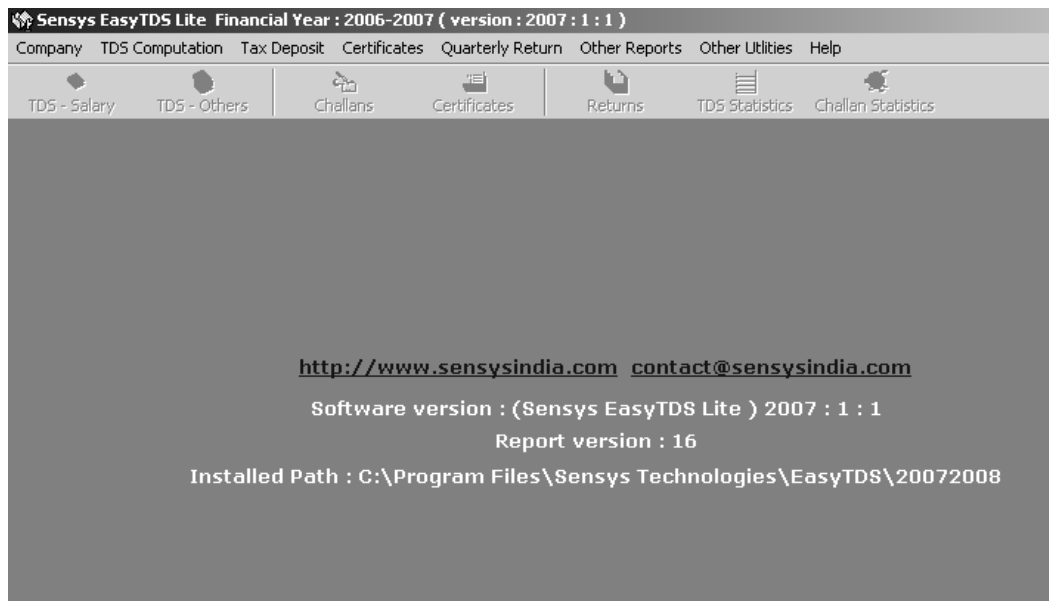 Sensys EasyTDS Lite Financial Year : 2006-2007 ( version : 2007 : 1 : 1 )
Company TDS Computation Tax Deposit Certificates Quarterly Return Other Reports Other Utlities Help
TDS - Salary TDS - Others Challans Certificates Returns TDS Statistics Challan Statistics
http://www.sensysindia.com contact@sensysindia.com
Software version : (Sensys EasyTDS Lite ) 2007 : 1 : 1
Report version : 16
Installed Path : C:\Program Files\Sensys Technologies\EasyTDS\20072008